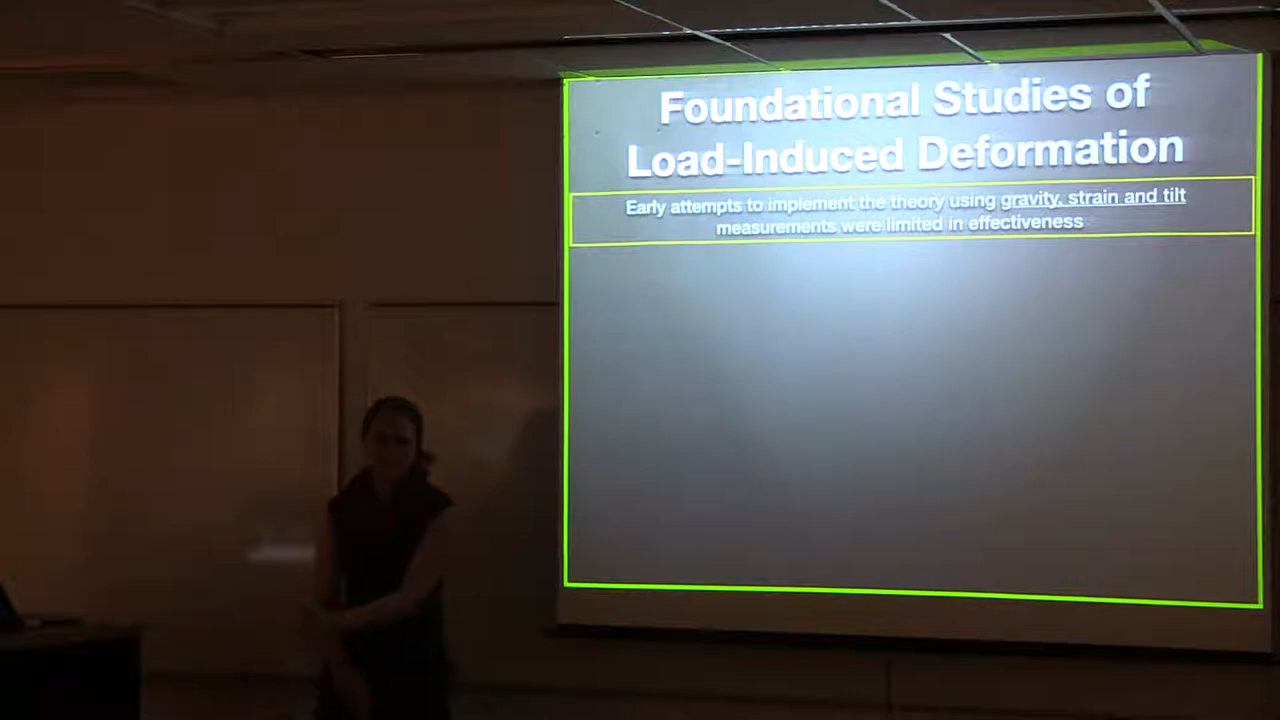 Foundational Studies of
Load-Induced Deformation
Early attempts to implement the theory using gravity, strain and tilt
measurements were limited in effectiveness